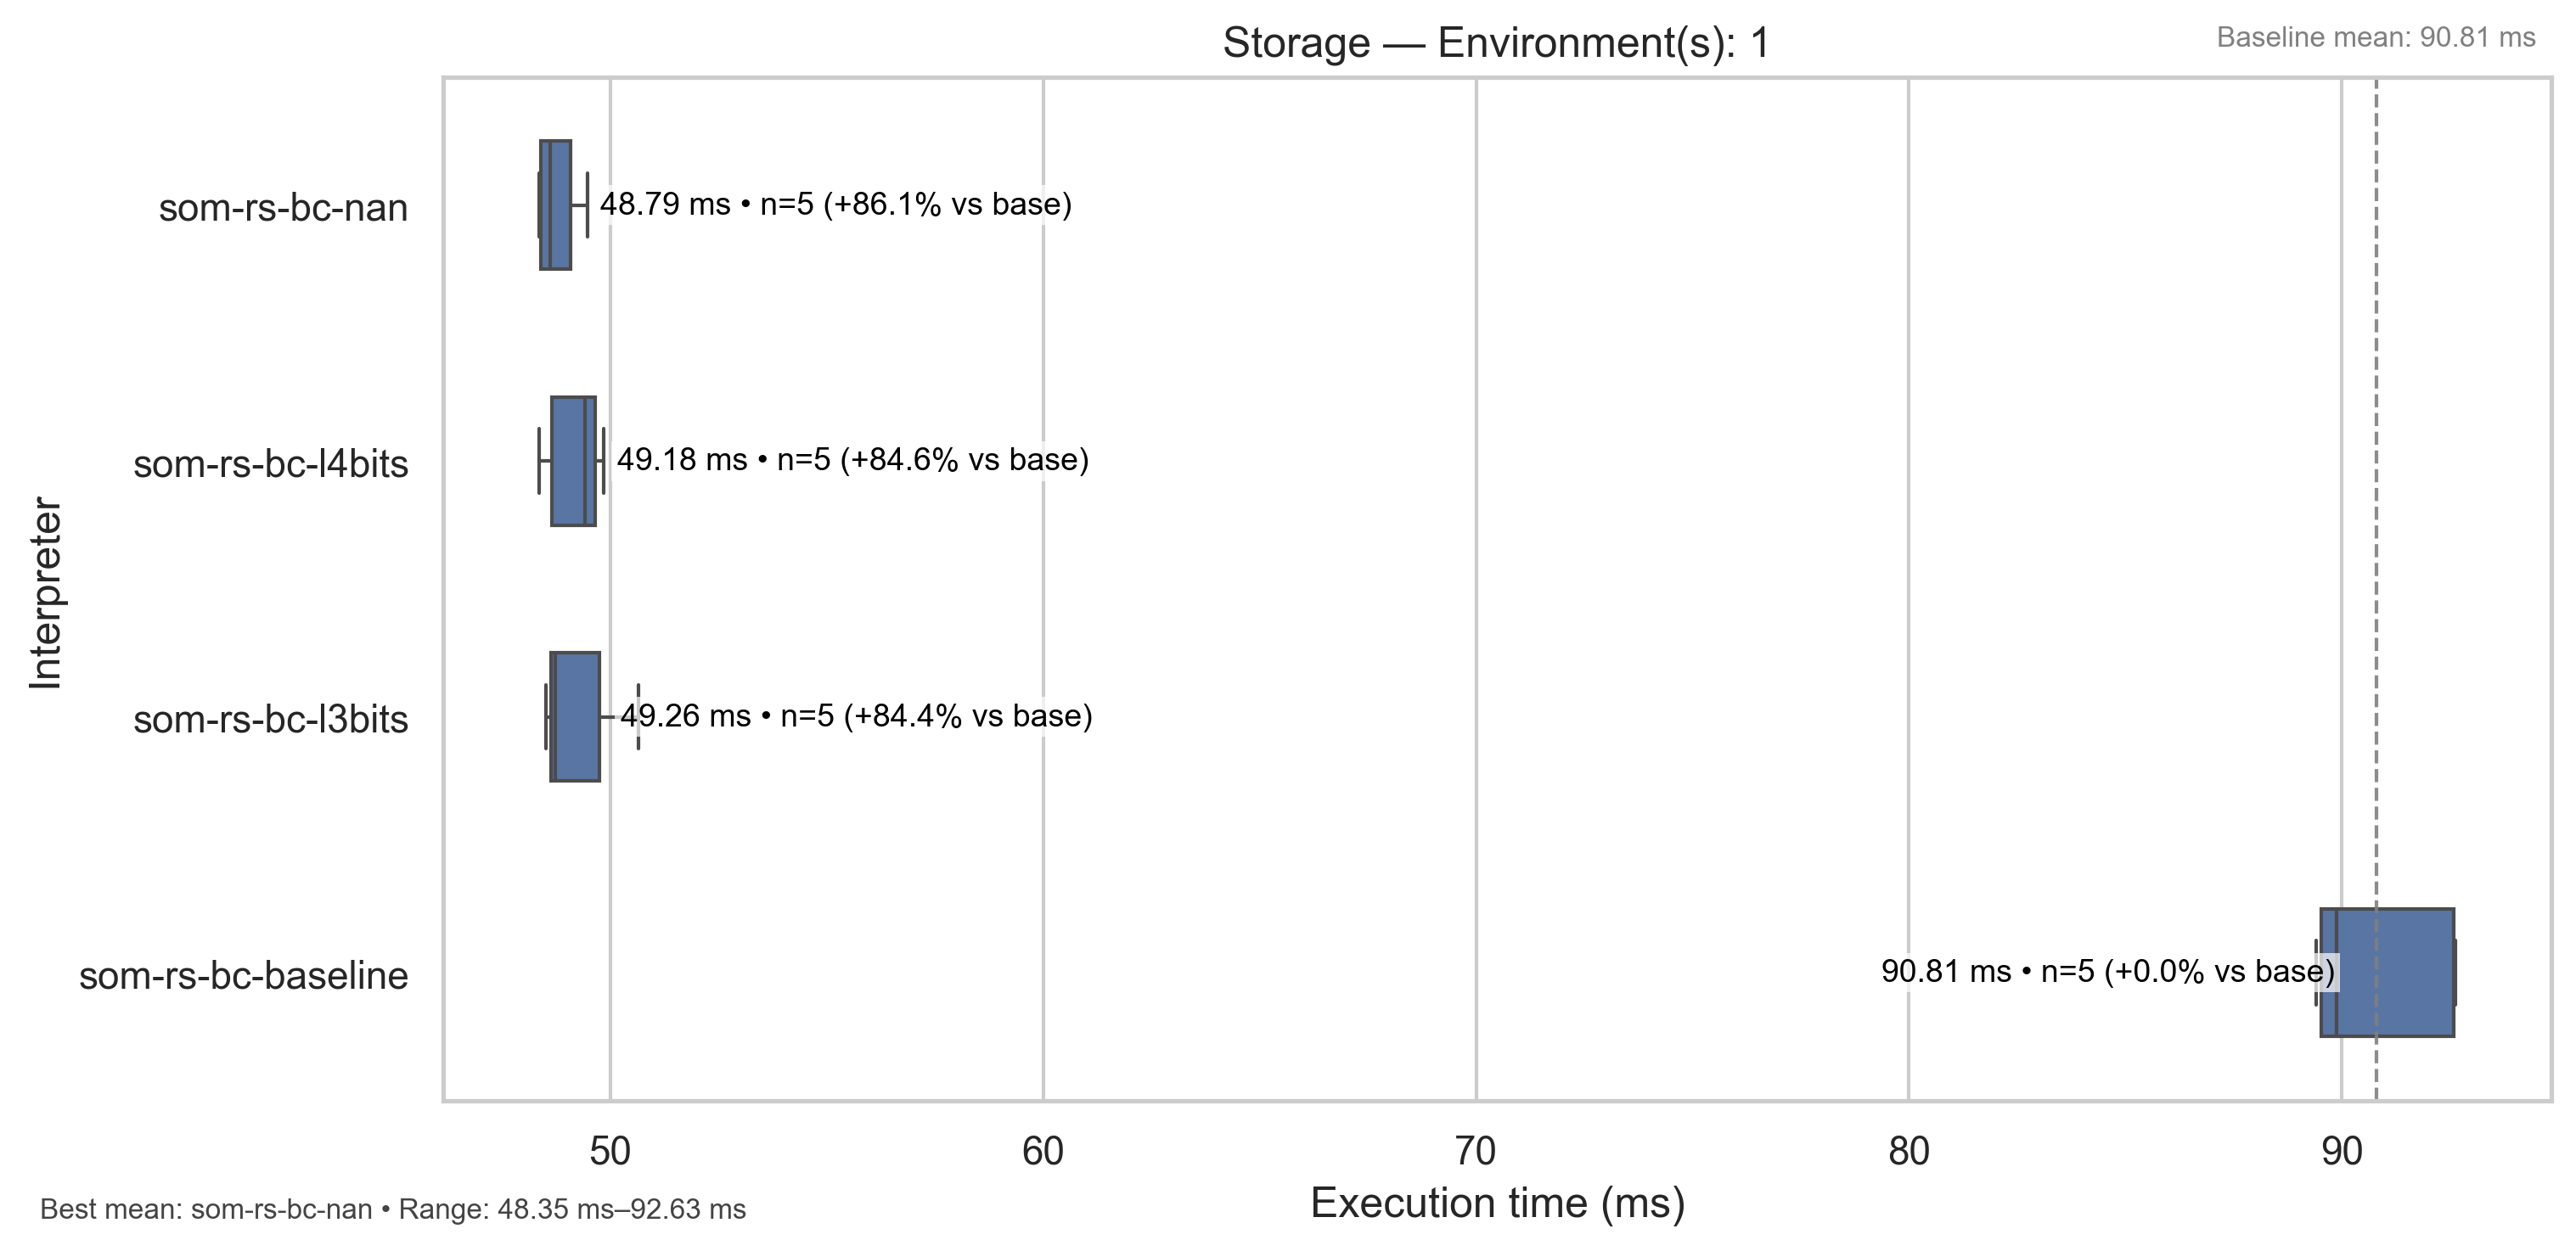 Storage — Environment(s): 1
Baseline mean: 90.81 ms
Interpreter
som-rs-bc-nan
48.79 ms • n=5 (+86.1% vs base)
som-rs-bc-l4bits
49.18 ms • n=5 (+84.6% vs base)
som-rs-bc-l3bits
49.26 ms • n=5 (+84.4% vs base)
som-rs-bc-baseline
90.81 ms • n=5 (+0.0% vs base)
50 60 70 80 90
Execution time (ms)
Best mean: som-rs-bc-nan • Range: 48.35 ms–92.63 ms